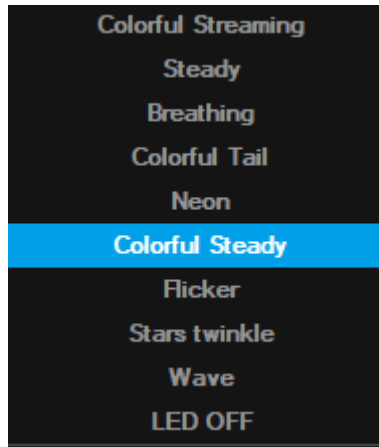 Colorful Streaming
Steady
Breathing
Colorful Tail
Neon
Colorful Steady
Flicker
Stars twinkle
Wave
LED OFF